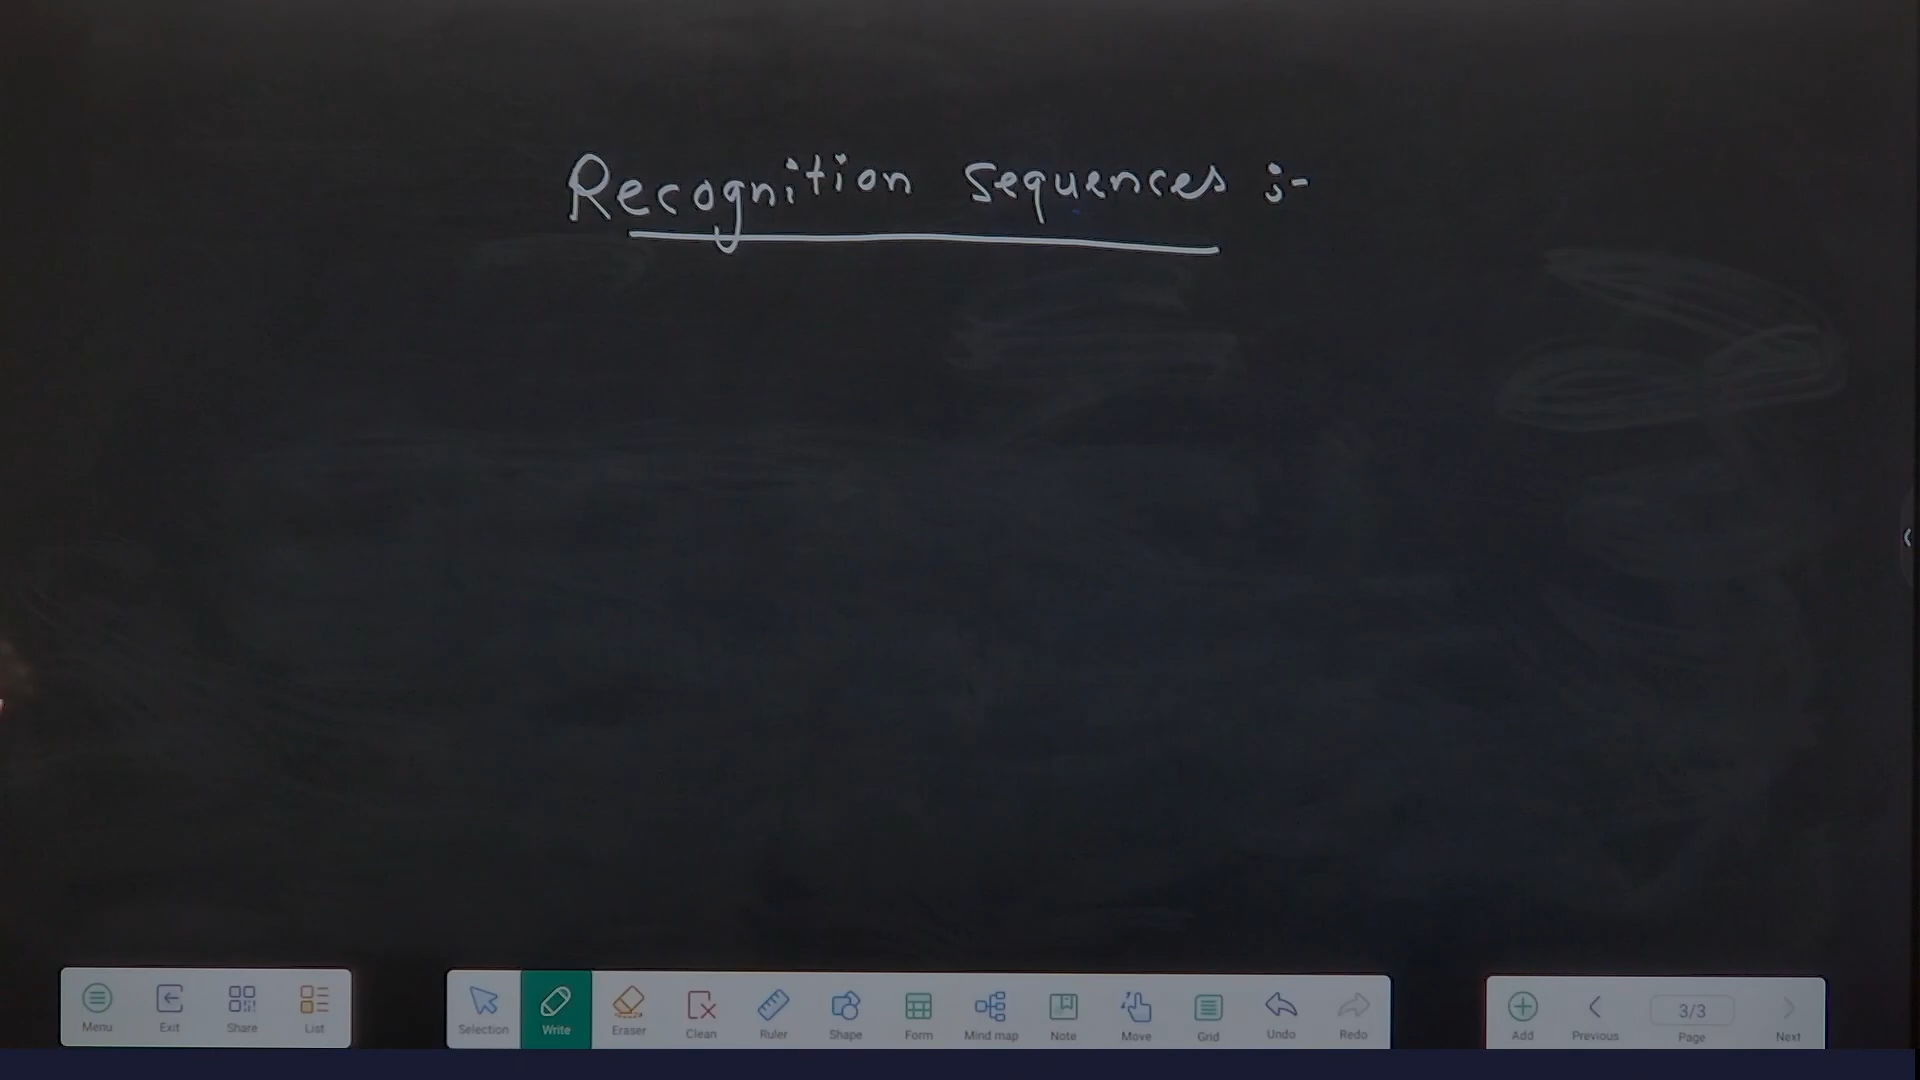 Recognition Sequences :-
Menu Exit Share List
Selection Write Eraser Clean Ruler Shape Form Mind map Note Move Grid Undo Redo
Add Previous 3/3 Page Next